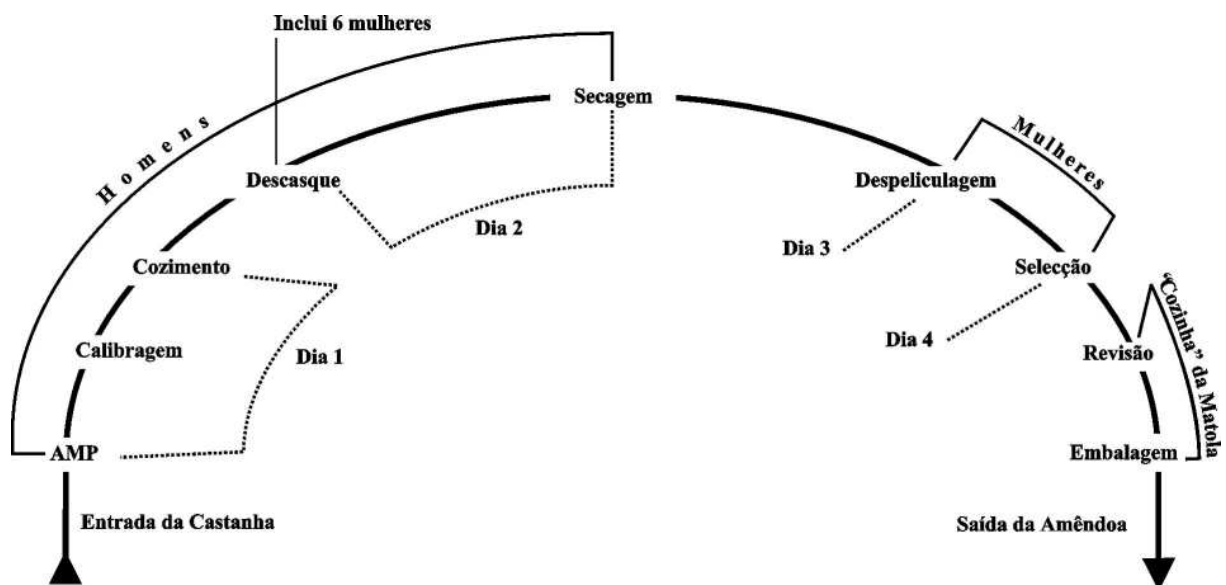 Inclui 6 mulheres
Homens
Secagem
Descasque
Dia 2
Cozimento
Calibragem
Dia 1
AMP
Entrada da Castanha
Mulheres
Despeliculagem
Dia 3
Selecção
Dia 4
"Cozinha" da Matola
Revisão
Embalagem
Saída da Amêndoa